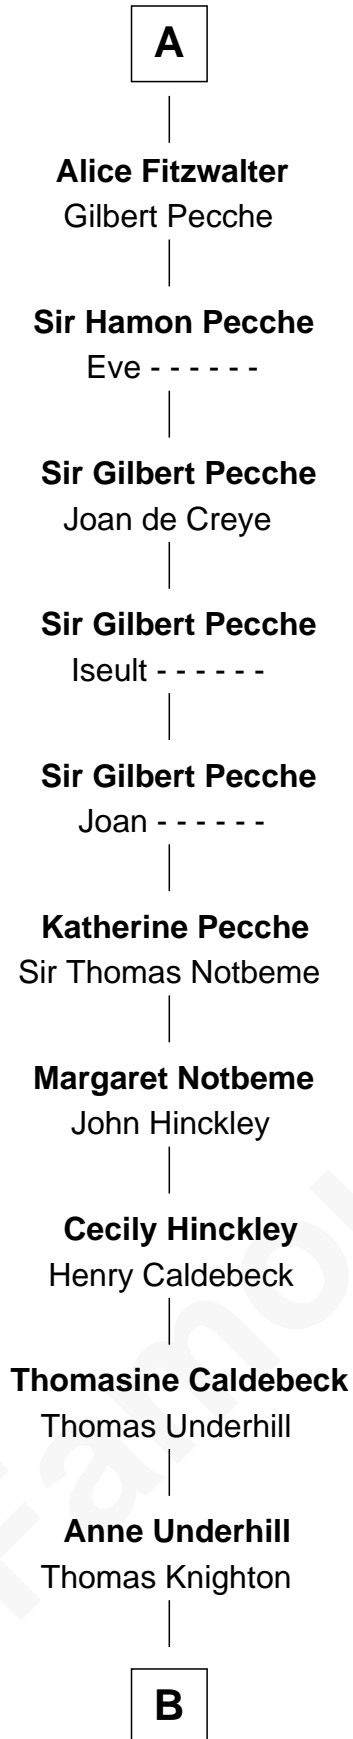 A
Alice Fitzwalter
Gilbert Pecche
Sir Hamon Pecche
Eve - - - - - -
Sir Gilbert Pecche
Joan de Creye
Sir Gilbert Pecche
Iseult - - - - - -
Sir Gilbert Pecche
Joan - - - - - -
Katherine Pecche
Sir Thomas Notbeme
Margaret Notbeme
John Hinckley
Cecily Hinckley
Henry Caldebeck
Thomasine Caldebeck
Thomas Underhill
Anne Underhill
Thomas Knighton
B